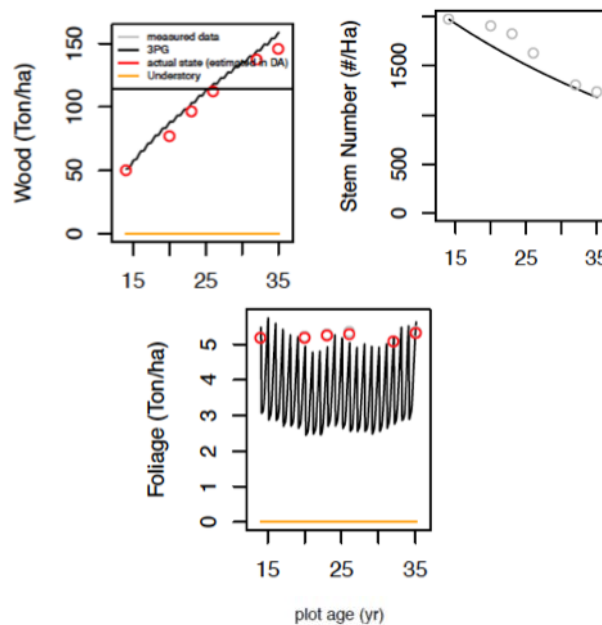 measured data
3PG
actual state (estimated in DA)
Understory
Wood (Ton/ha)
0 50 100 150
15 25 35
Stem Number (#/Ha)
0 500 1500
15 25 35
Foliage (Ton/ha)
0 1 2 3 4 5
15 25 35
plot age (yr)